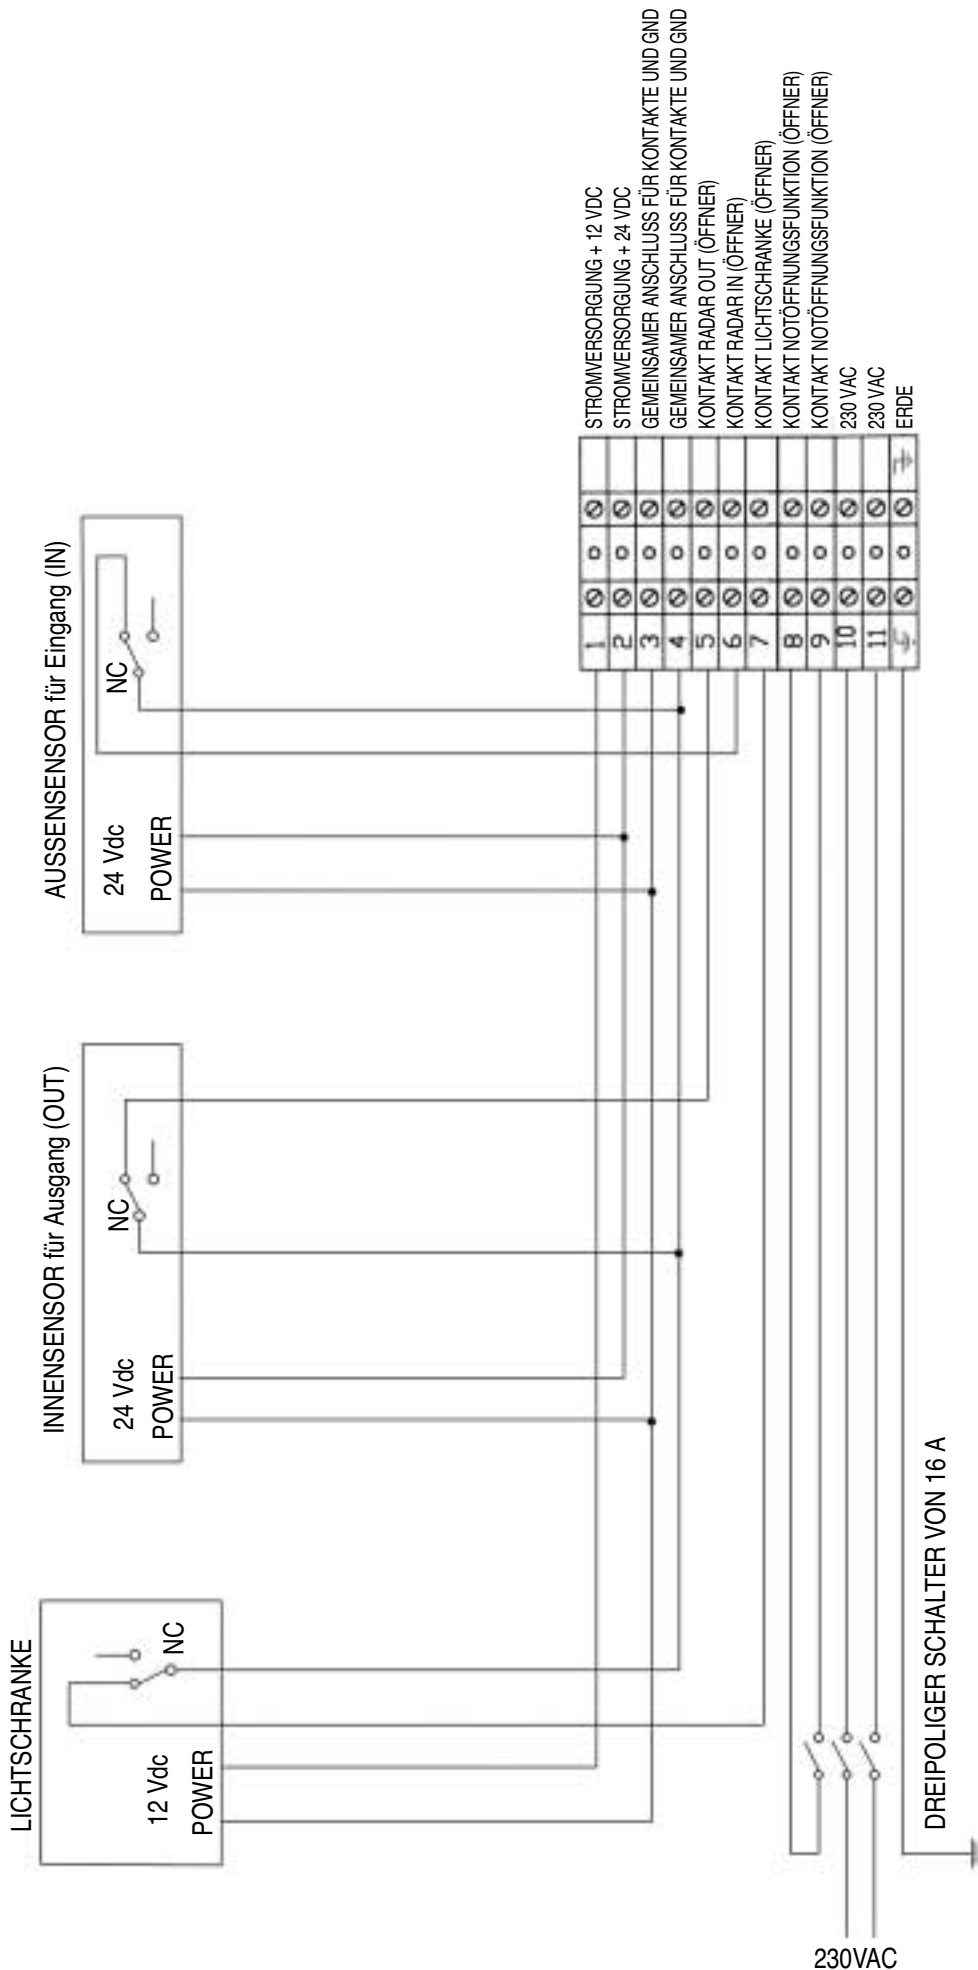 LICHTSCHRANKE
12 Vdc
POWER
NC
INNENSENSOR für Ausgang (OUT)
24 Vdc
POWER
NC
AUSSENSENSOR für Eingang (IN)
24 Vdc
POWER
NC
1
STROMVERSORGUNG + 12 VDC
2
STROMVERSORGUNG + 24 VDC
3
GEMEINSAMER ANSCHLUSS FÜR KONTAKTE UND GND
4
GEMEINSAMER ANSCHLUSS FÜR KONTAKTE UND GND
5
KONTAKT RADAR OUT (ÖFFNER)
6
KONTAKT RADAR IN (ÖFFNER)
7
KONTAKT LICHTSCHRANKE (ÖFFNER)
8
KONTAKT NOTÖFFNUNGSFUNKTION (ÖFFNER)
9
KONTAKT NOTÖFFNUNGSFUNKTION (ÖFFNER)
10
230 VAC
11
230 VAC
ERDE
DREIPOLIGER SCHALTER VON 16 A
230VAC